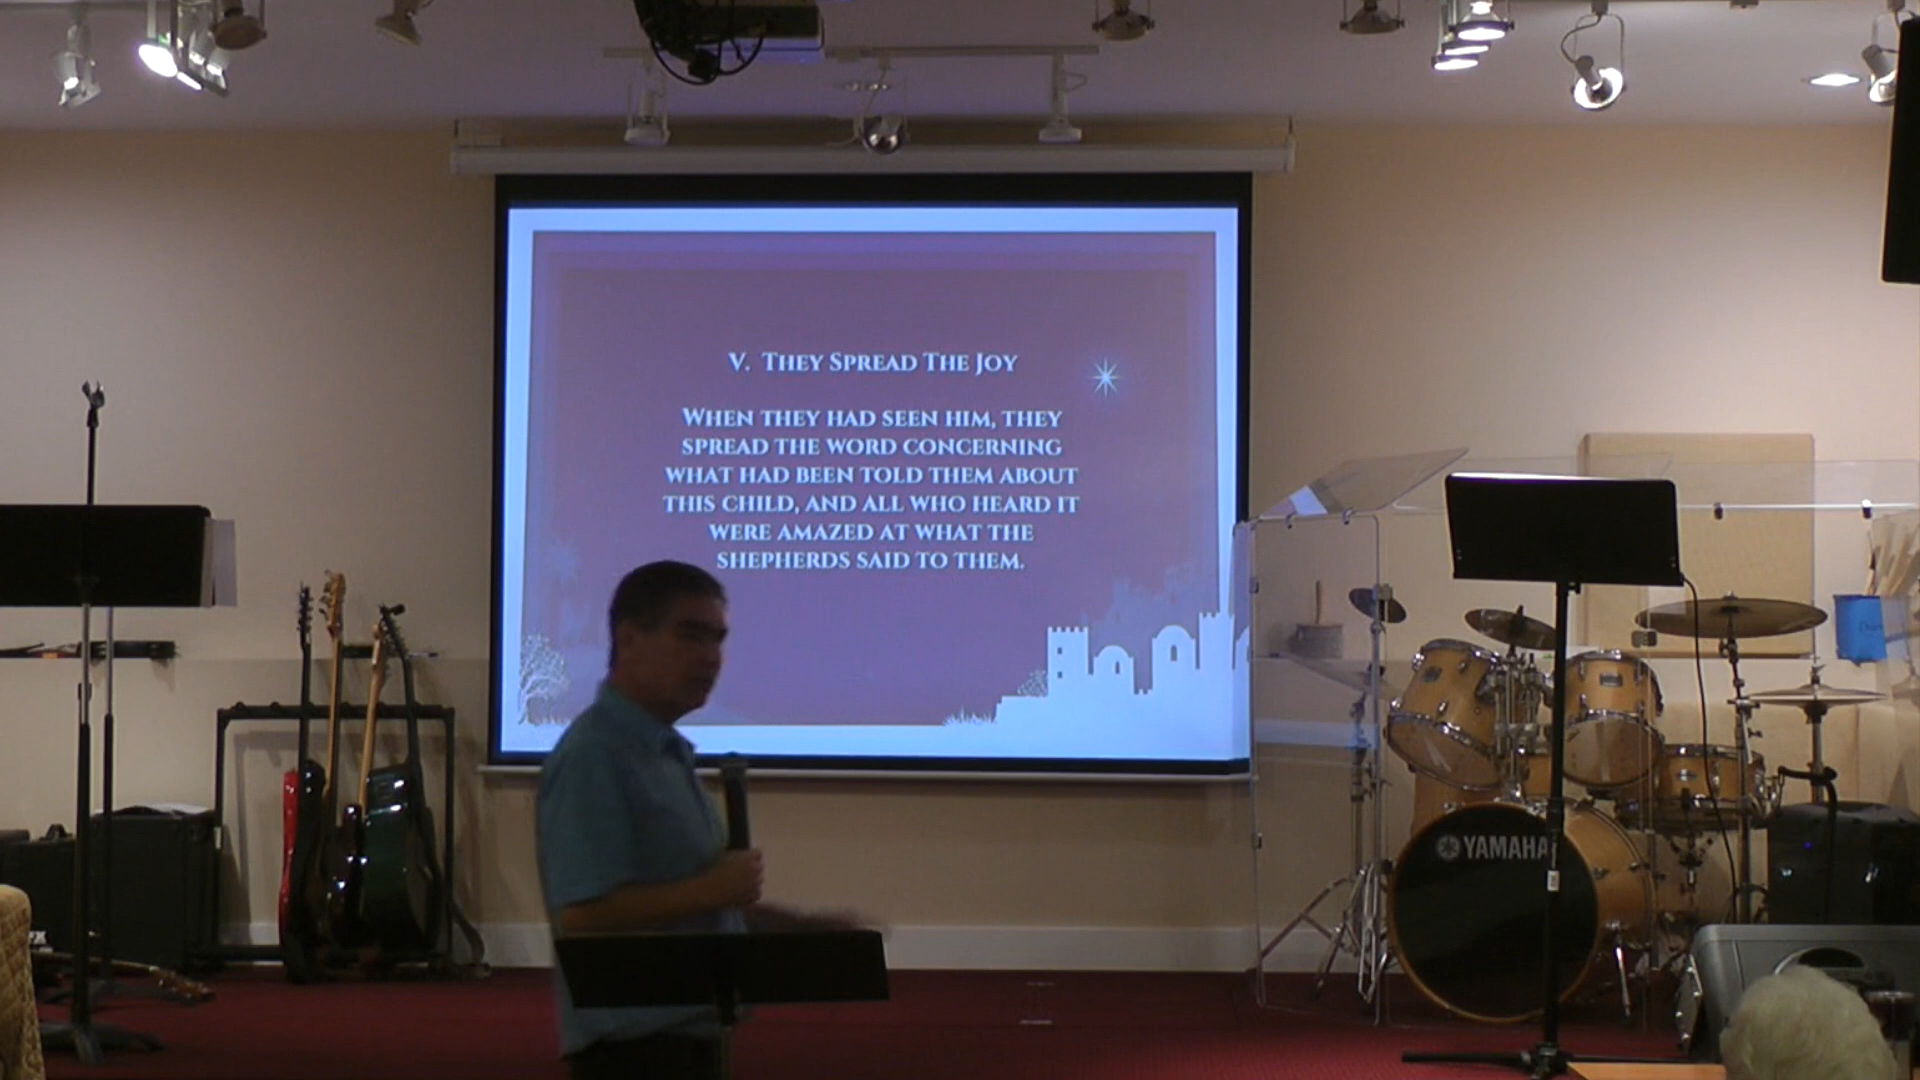 V. They Spread The Joy
When they had seen him, they
spread the word concerning
what had been told them about
this child, and all who heard it
were amazed at what the
shepherds said to them.
YAMAHA